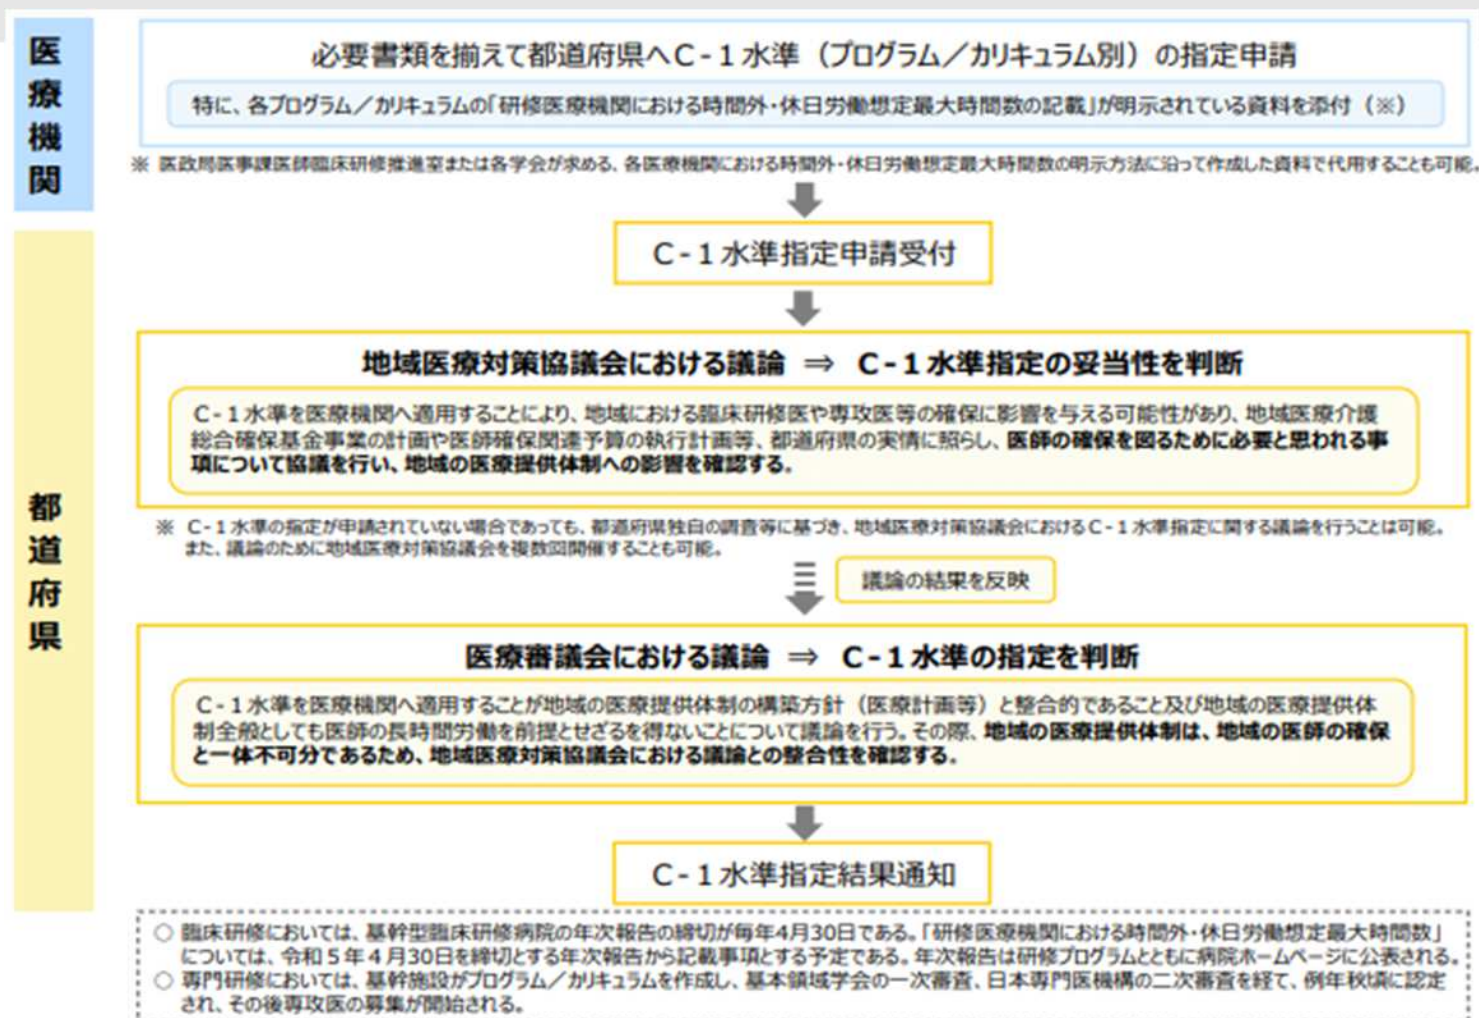 医療機関
必要書類を揃えて都道府県へC-1水準（プログラム／カリキュラム別）の指定申請
特に、各プログラム／カリキュラムの「研修医療機関における時間外・休日労働想定最大時間数の記載」が明示されている資料を添付（※）
※ 医政局医事課医師臨床研修推進室または各学会が求める、各医療機関における時間外・休日労働想定最大時間数の明示方法に沿って作成した資料で代用することも可能。
都道府県
C-1水準指定申請受付
地域医療対策協議会における議論 ⇒ C-1水準指定の妥当性を判断
C-1水準を医療機関へ適用することにより、地域における臨床研修医や専攻医等の確保に影響を与える可能性があり、地域医療介護
総合確保基金事業の計画や医師確保関連予算の執行計画等、都道府県の実情に照らし、医師の確保を図るために必要と思われる事
項について協議を行い、地域の医療提供体制への影響を確認する。
※ C-1水準の指定が申請されていない場合であっても、都道府県独自の調査等に基づき、地域医療対策協議会におけるC-1水準指定に関する議論を行うことは可能。
また、議論のために地域医療対策協議会を複数回開催することも可能。
議論の結果を反映
医療審議会における議論 ⇒ C-1水準の指定を判断
C-1水準を医療機関へ適用することが地域の医療提供体制の構築方針（医療計画等）と整合的であること及び地域の医療提供体
制全般としても医師の長時間労働を前提とせざるを得ないことについて議論を行う。その際、地域の医療提供体制は、地域の医師の確保
と一体不可分であるため、地域医療対策協議会における議論との整合性を確認する。
C-1水準指定結果通知
○ 臨床研修においては、基幹型臨床研修病院の年次報告の締切が毎年4月30日である。「研修医療機関における時間外・休日労働想定最大時間数」
については、令和5年4月30日を締切とする年次報告から記載事項とする予定である。年次報告は研修プログラムとともに病院ホームページに公表される。
○ 専門研修においては、基幹施設がプログラム／カリキュラムを作成し、基本領域学会の一次審査、日本専門医機構の二次審査を経て、例年秋頃に認定
され、その後専攻医の募集が開始される。